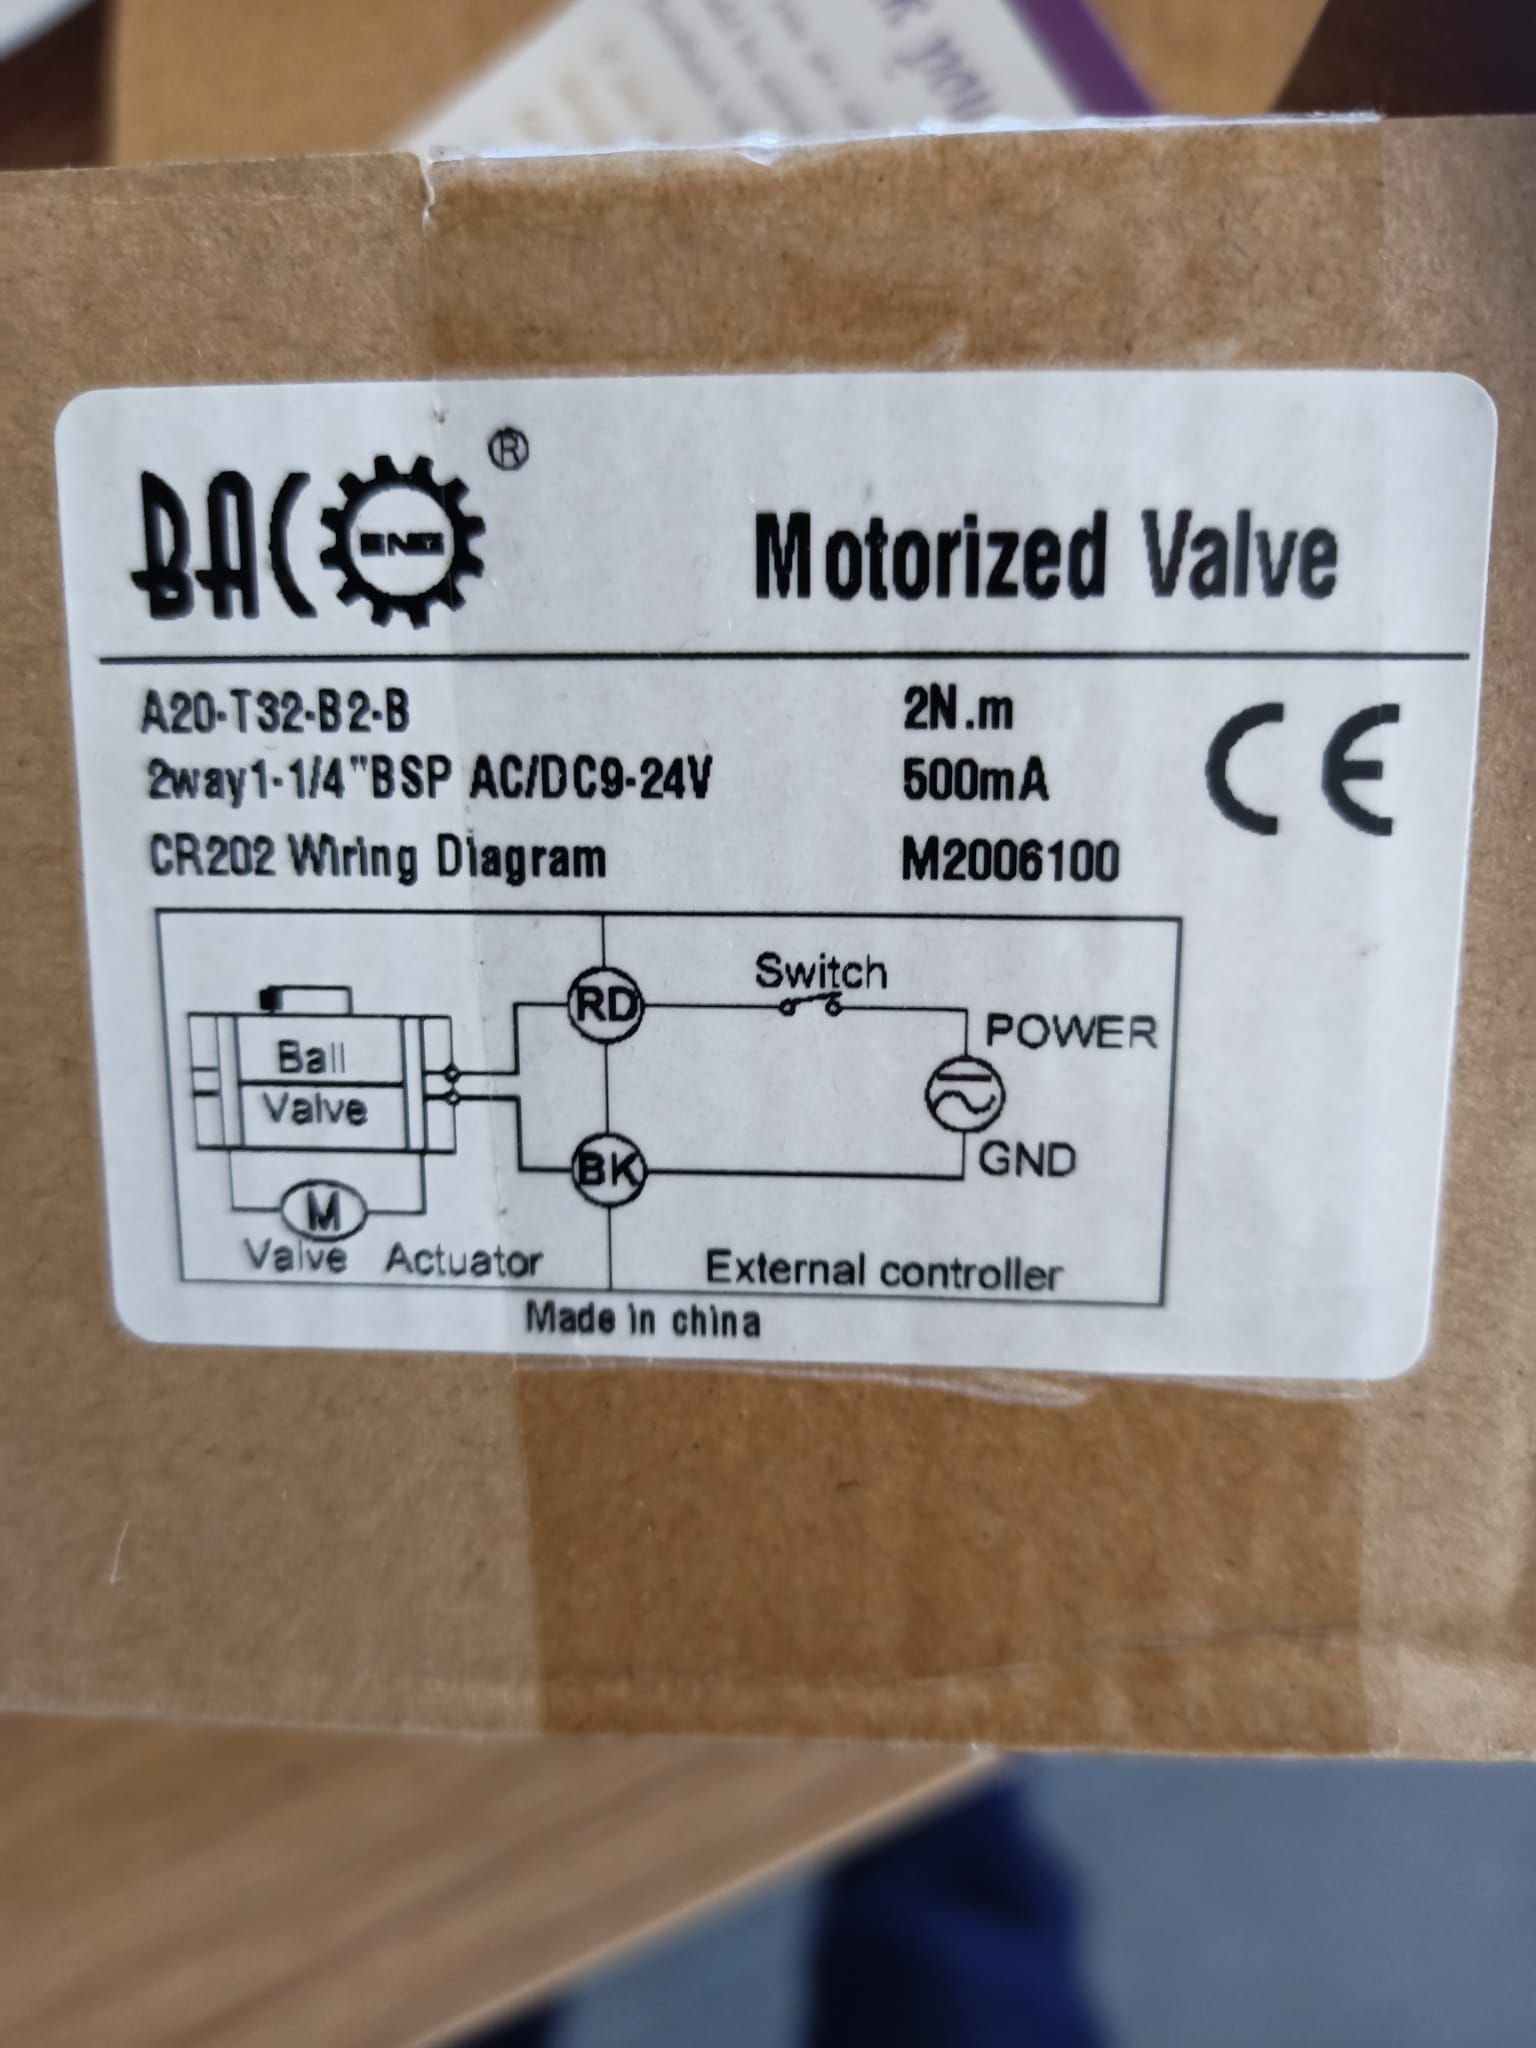 BACO ENG ®
Motorized Valve
A20-T32-B2-B
2N.m
CE
2way1-1/4"BSP AC/DC9-24V
500mA
CR202 Wiring Diagram
M2006100
Switch
RD
POWER
Ball
Valve
BK
GND
M
Valve Actuator
External controller
Made in china